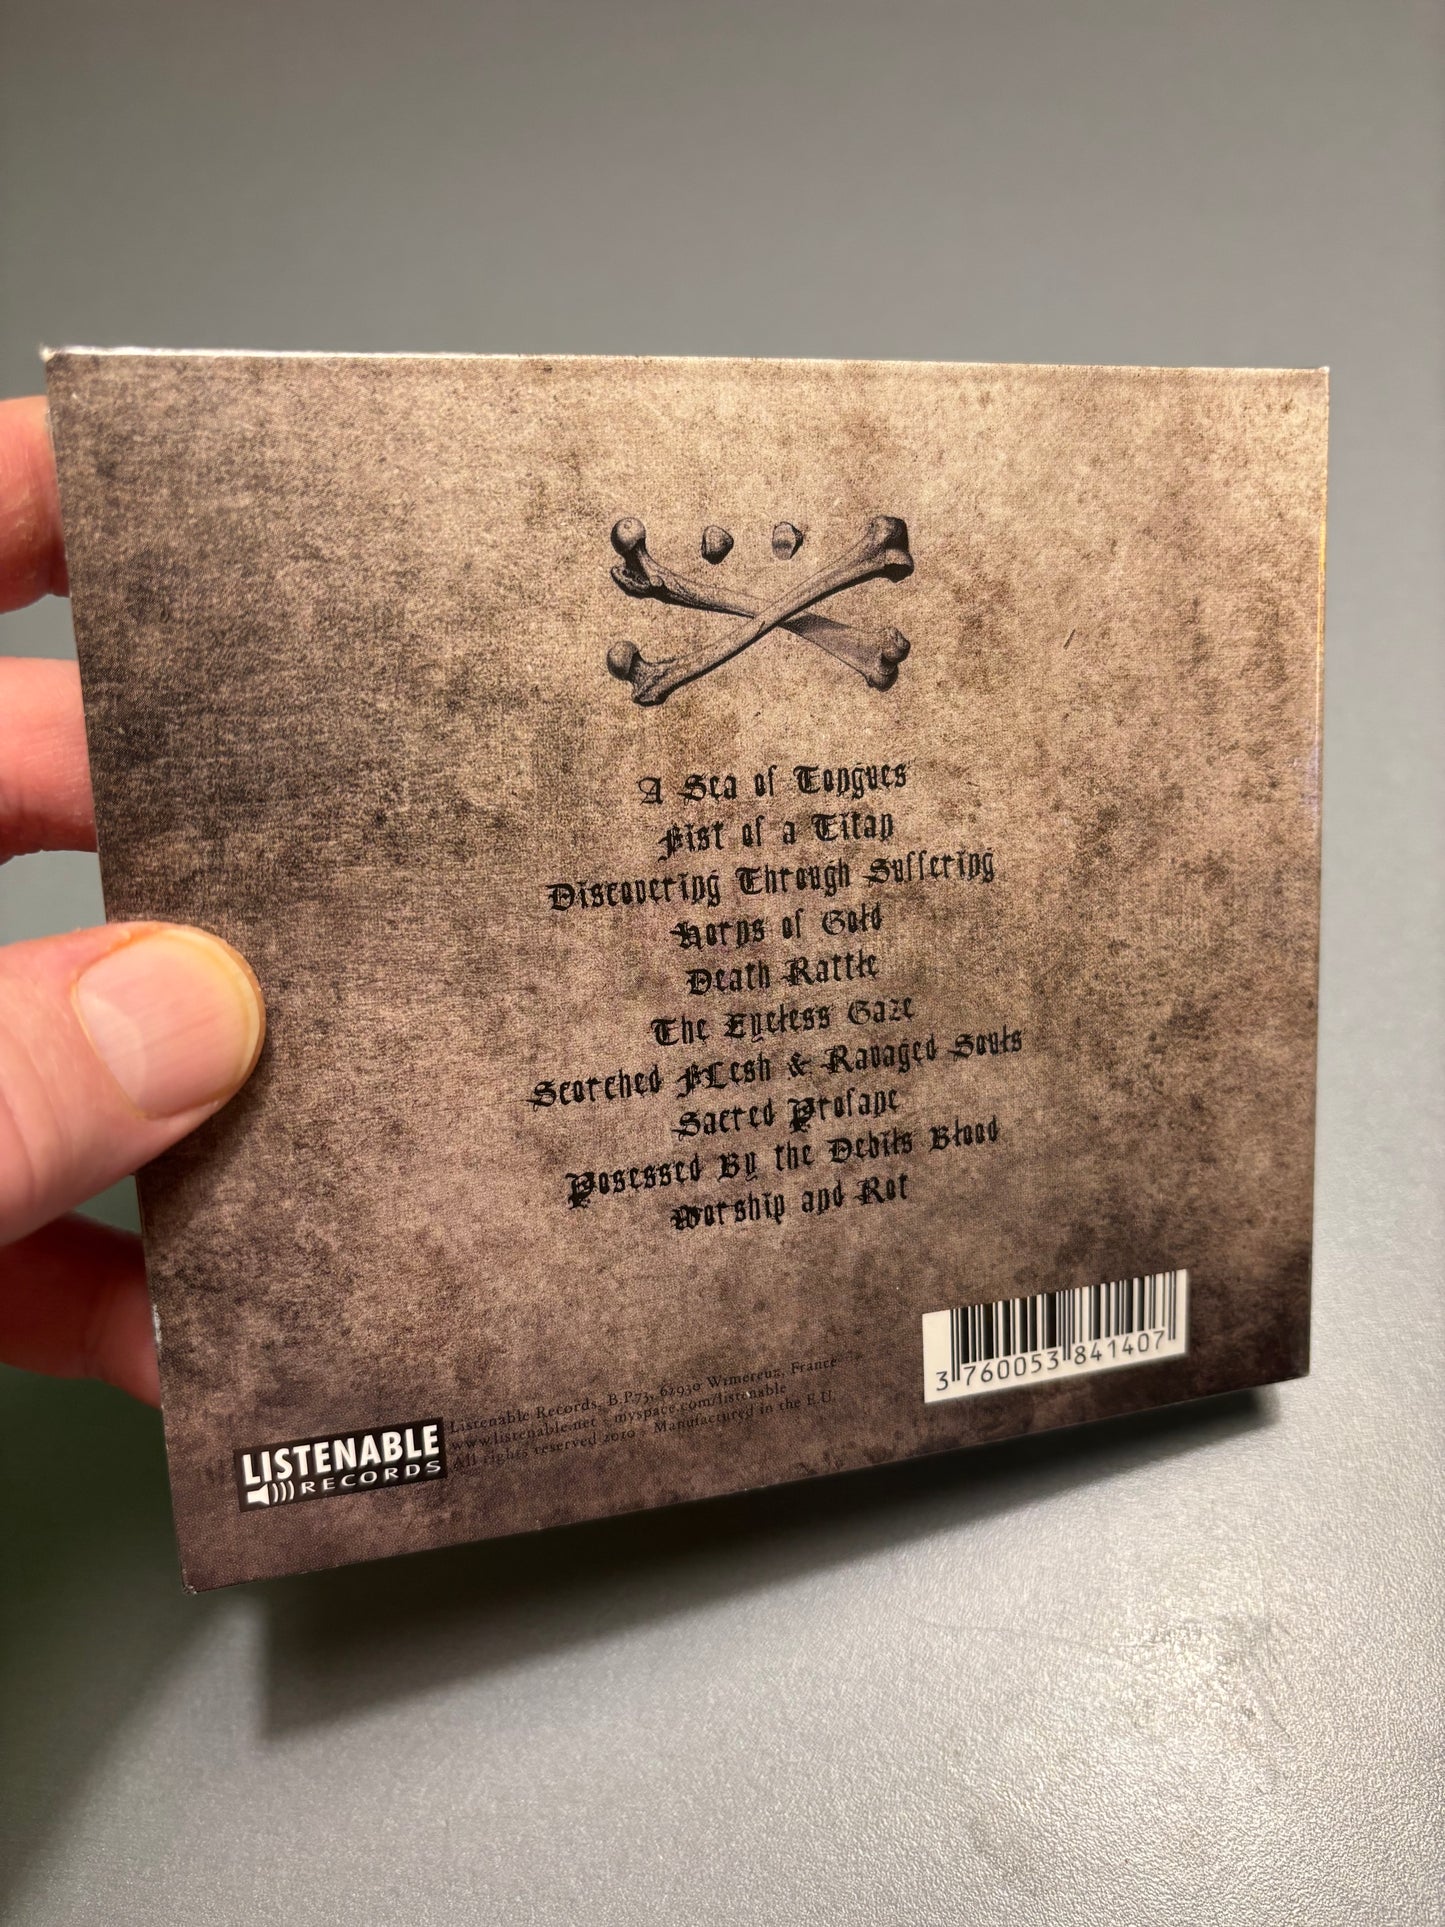 A Sea of Tongues
Fist of a Titan
Discovering Through Suffering
Horns of Gold
Death Rattle
The Eyeless Gaze
Scorched FLesh & Ravaged Souls
Sacred Profane
Posessed By the Devils Blood
Worship and Rot
3 760053 841407
LISTENABLE
RECORDS
Listenable Records, B.P.73, 62930 Wimereux, France
www.listenable.net - myspace.com/listenable
All rights reserved 2010 - Manufactured in the E.U.